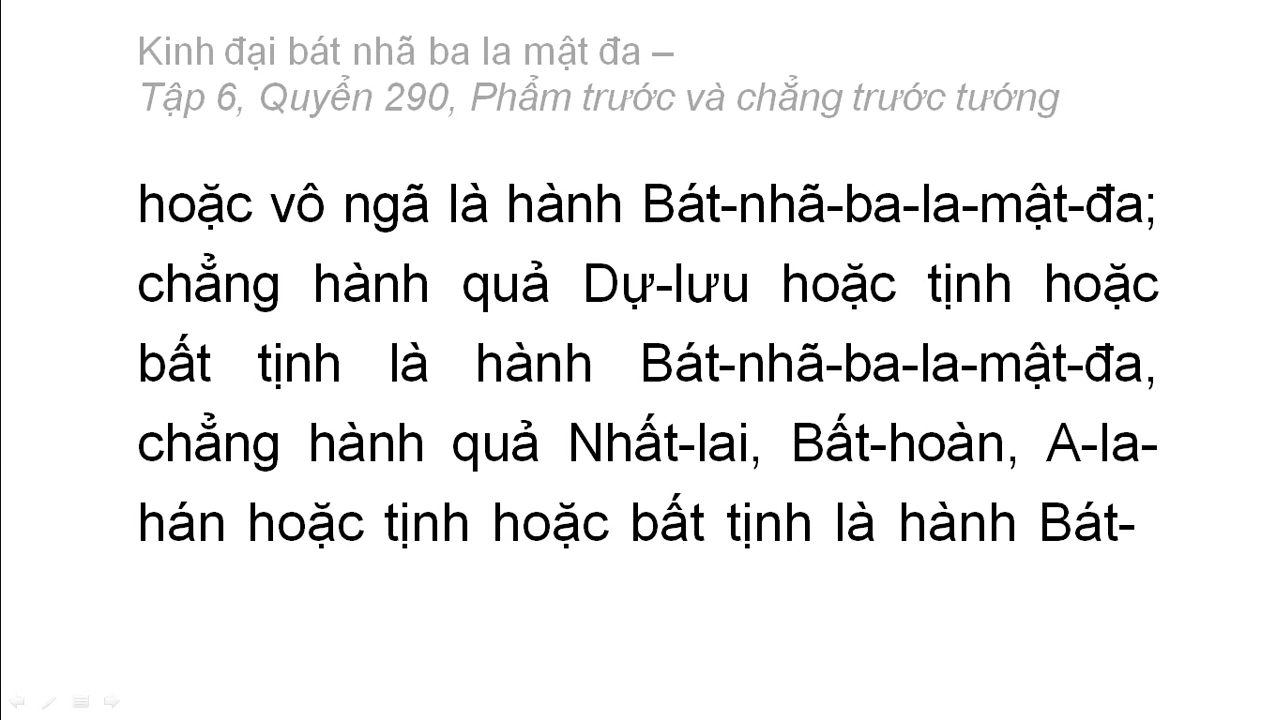 Kinh đại bát nhã ba la mật đa –
Tập 6, Quyển 290, Phẩm trước và chẳng trước tướng
hoặc vô ngã là hành Bát-nhã-ba-la-mật-đa;
chẳng hành quả Dự-lưu hoặc tịnh hoặc
bất tịnh là hành Bát-nhã-ba-la-mật-đa,
chẳng hành quả Nhất-lai, Bất-hoàn, A-la-
hán hoặc tịnh hoặc bất tịnh là hành Bát-